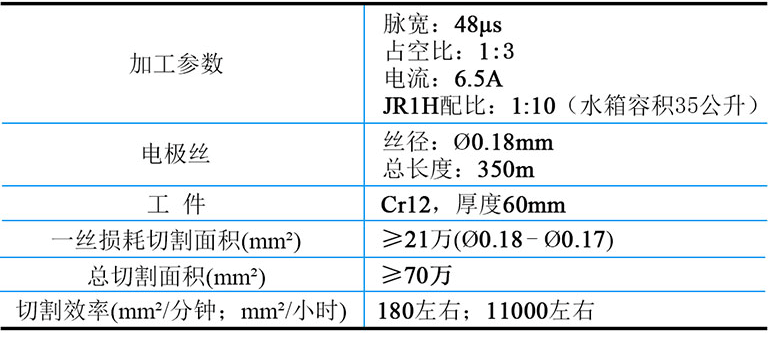 加工参数
脉宽：48μs
占空比：1:3
电流：6.5A
JR1H配比：1:10（水箱容积35公升）
电极丝
丝径：Ø0.18mm
总长度：350m
工 件
Cr12，厚度60mm
一丝损耗切割面积(mm²)
≥21万(Ø0.18－Ø0.17)
总切割面积(mm²)
≥70万
切割效率(mm²/分钟；mm²/小时)
180左右；11000左右